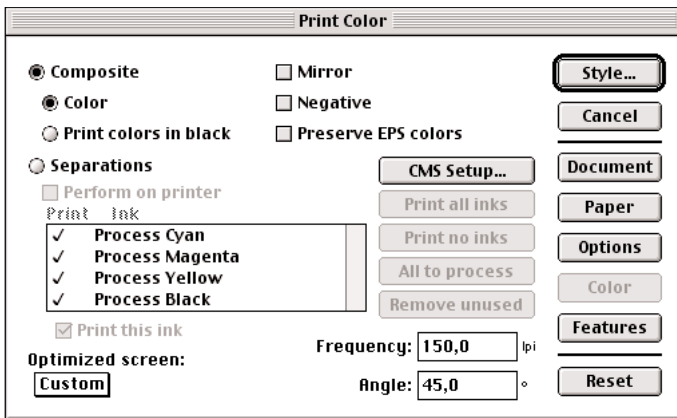 Print Color
Composite
Color
Print colors in black
Separations
Perform on printer
Print Ink
✓ Process Cyan
✓ Process Magenta
✓ Process Yellow
✓ Process Black
Print this ink
Optimized screen:
Custom
Mirror
Negative
Preserve EPS colors
CMS Setup...
Print all inks
Print no inks
All to process
Remove unused
Frequency: 150,0 lpi
Angle: 45,0 °
Style...
Cancel
Document
Paper
Options
Color
Features
Reset